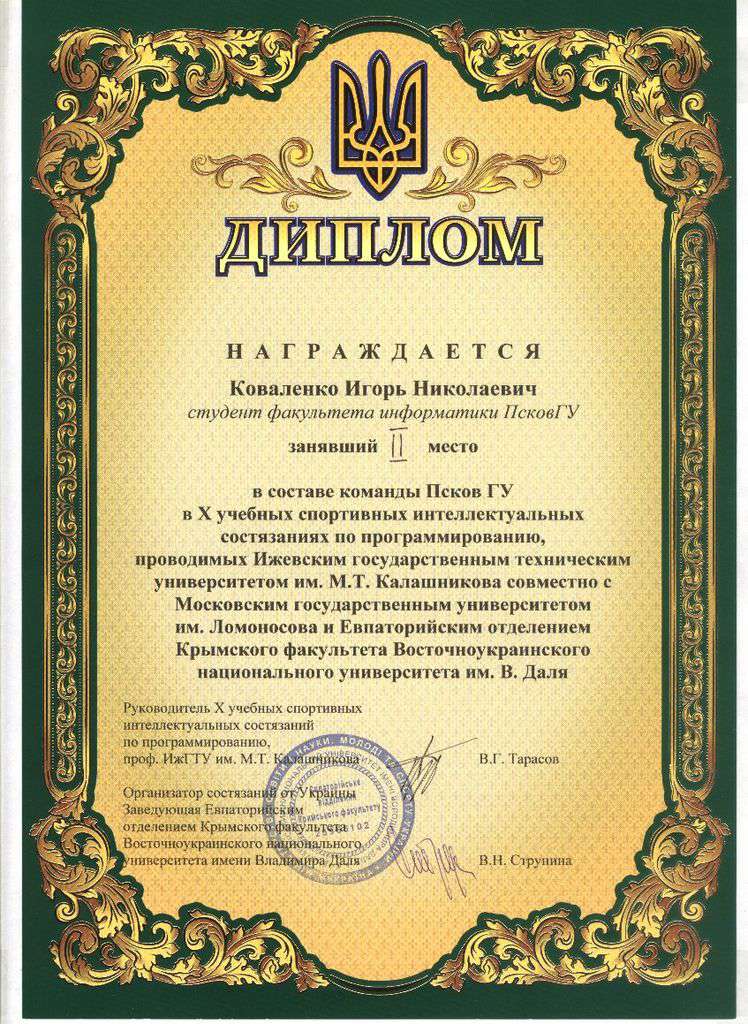 ДИПЛОМ
НАГРАЖДАЕТСЯ
Коваленко Игорь Николаевич
студент факультета информатики ПсковГУ
занявший II место
в составе команды Псков ГУ
в X учебных спортивных интеллектуальных
состязаниях по программированию,
проводимых Ижевским государственным техническим
университетом им. М.Т. Калашникова совместно с
Московским государственным университетом
им. Ломоносова и Евпаторийским отделением
Крымского факультета Восточноукраинского
национального университета им. В. Даля
Руководитель X учебных спортивных
интеллектуальных состязаний
по программированию,
проф. ИжГТУ им. М.Т. Калашникова В.Г. Тарасов
Организатор состязаний от Украины
Заведующая Евпаторийским
отделением Крымского факультета
Восточноукраинского национального
университета имени Владимира Даля В.Н. Струнина
НАУКИ, МОЛОДІ ТА СПОРТУ УКРАЇНИ
Євпаторійське
відділення
Кримського факультету